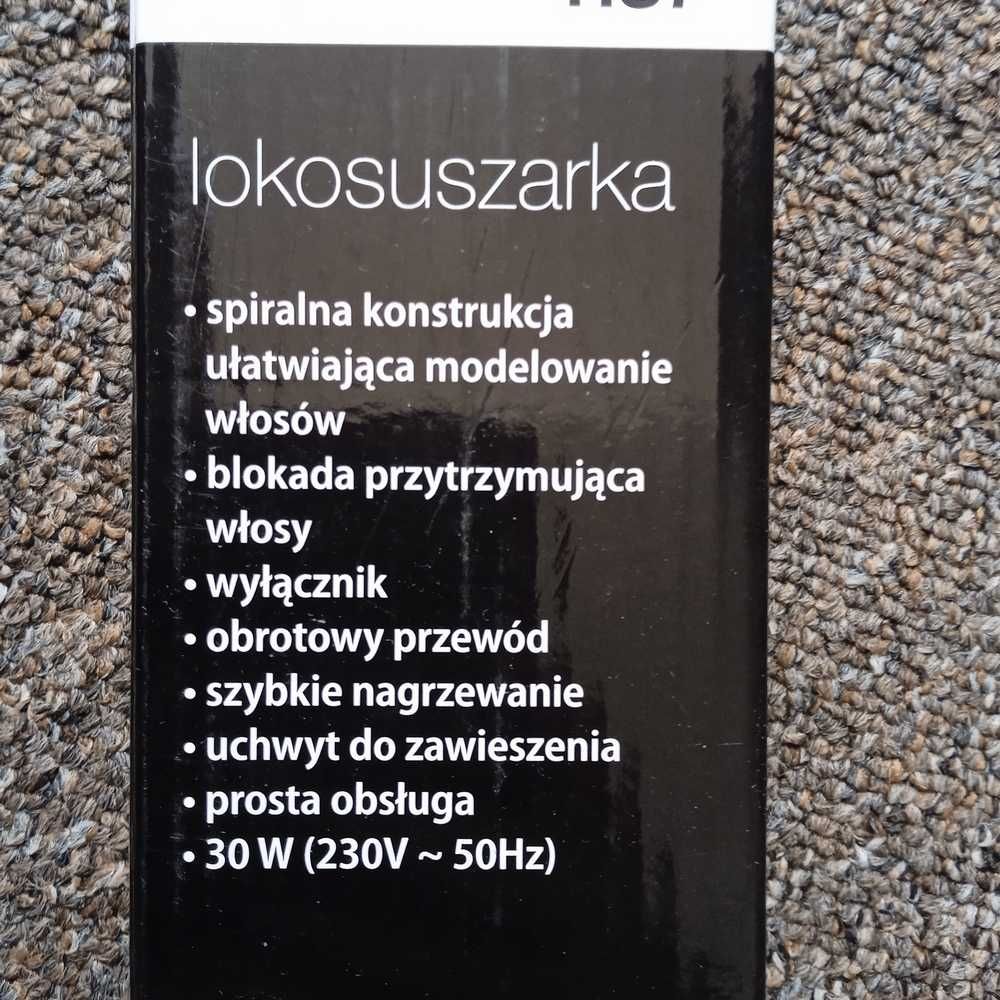 lokosuszarka
• spiralna konstrukcja
ułatwiająca modelowanie
włosów
• blokada przytrzymująca
włosy
• wyłącznik
• obrotowy przewód
• szybkie nagrzewanie
• uchwyt do zawieszenia
• prosta obsługa
• 30 W (230V ~ 50Hz)